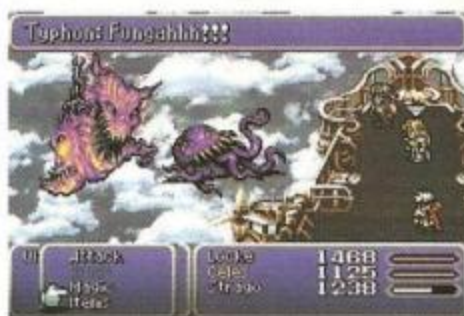 Typhon: Fungahhh!!!
Attack
Magic
Items
Locke 1468
Celes 1125
Strago 1238